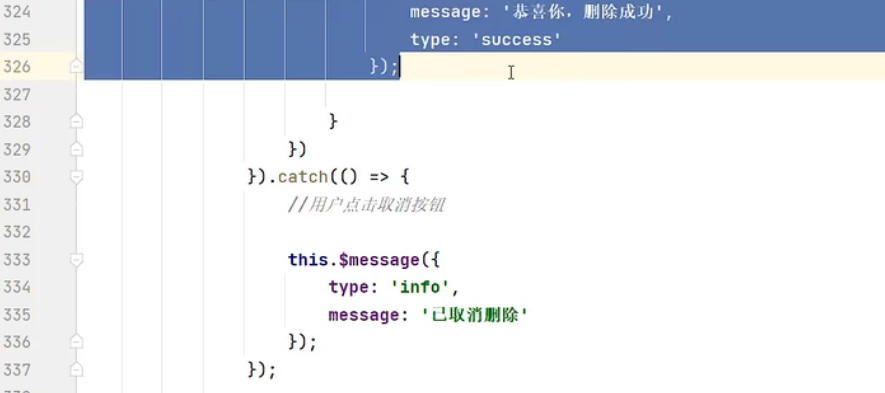 324 message: '恭喜你，删除成功',
325 type: 'success'
326 });
327
328 }
329 })
330 }).catch(() => {
331 //用户点击取消按钮
332
333 this.$message({
334 type: 'info',
335 message: '已取消删除'
336 });
337 });